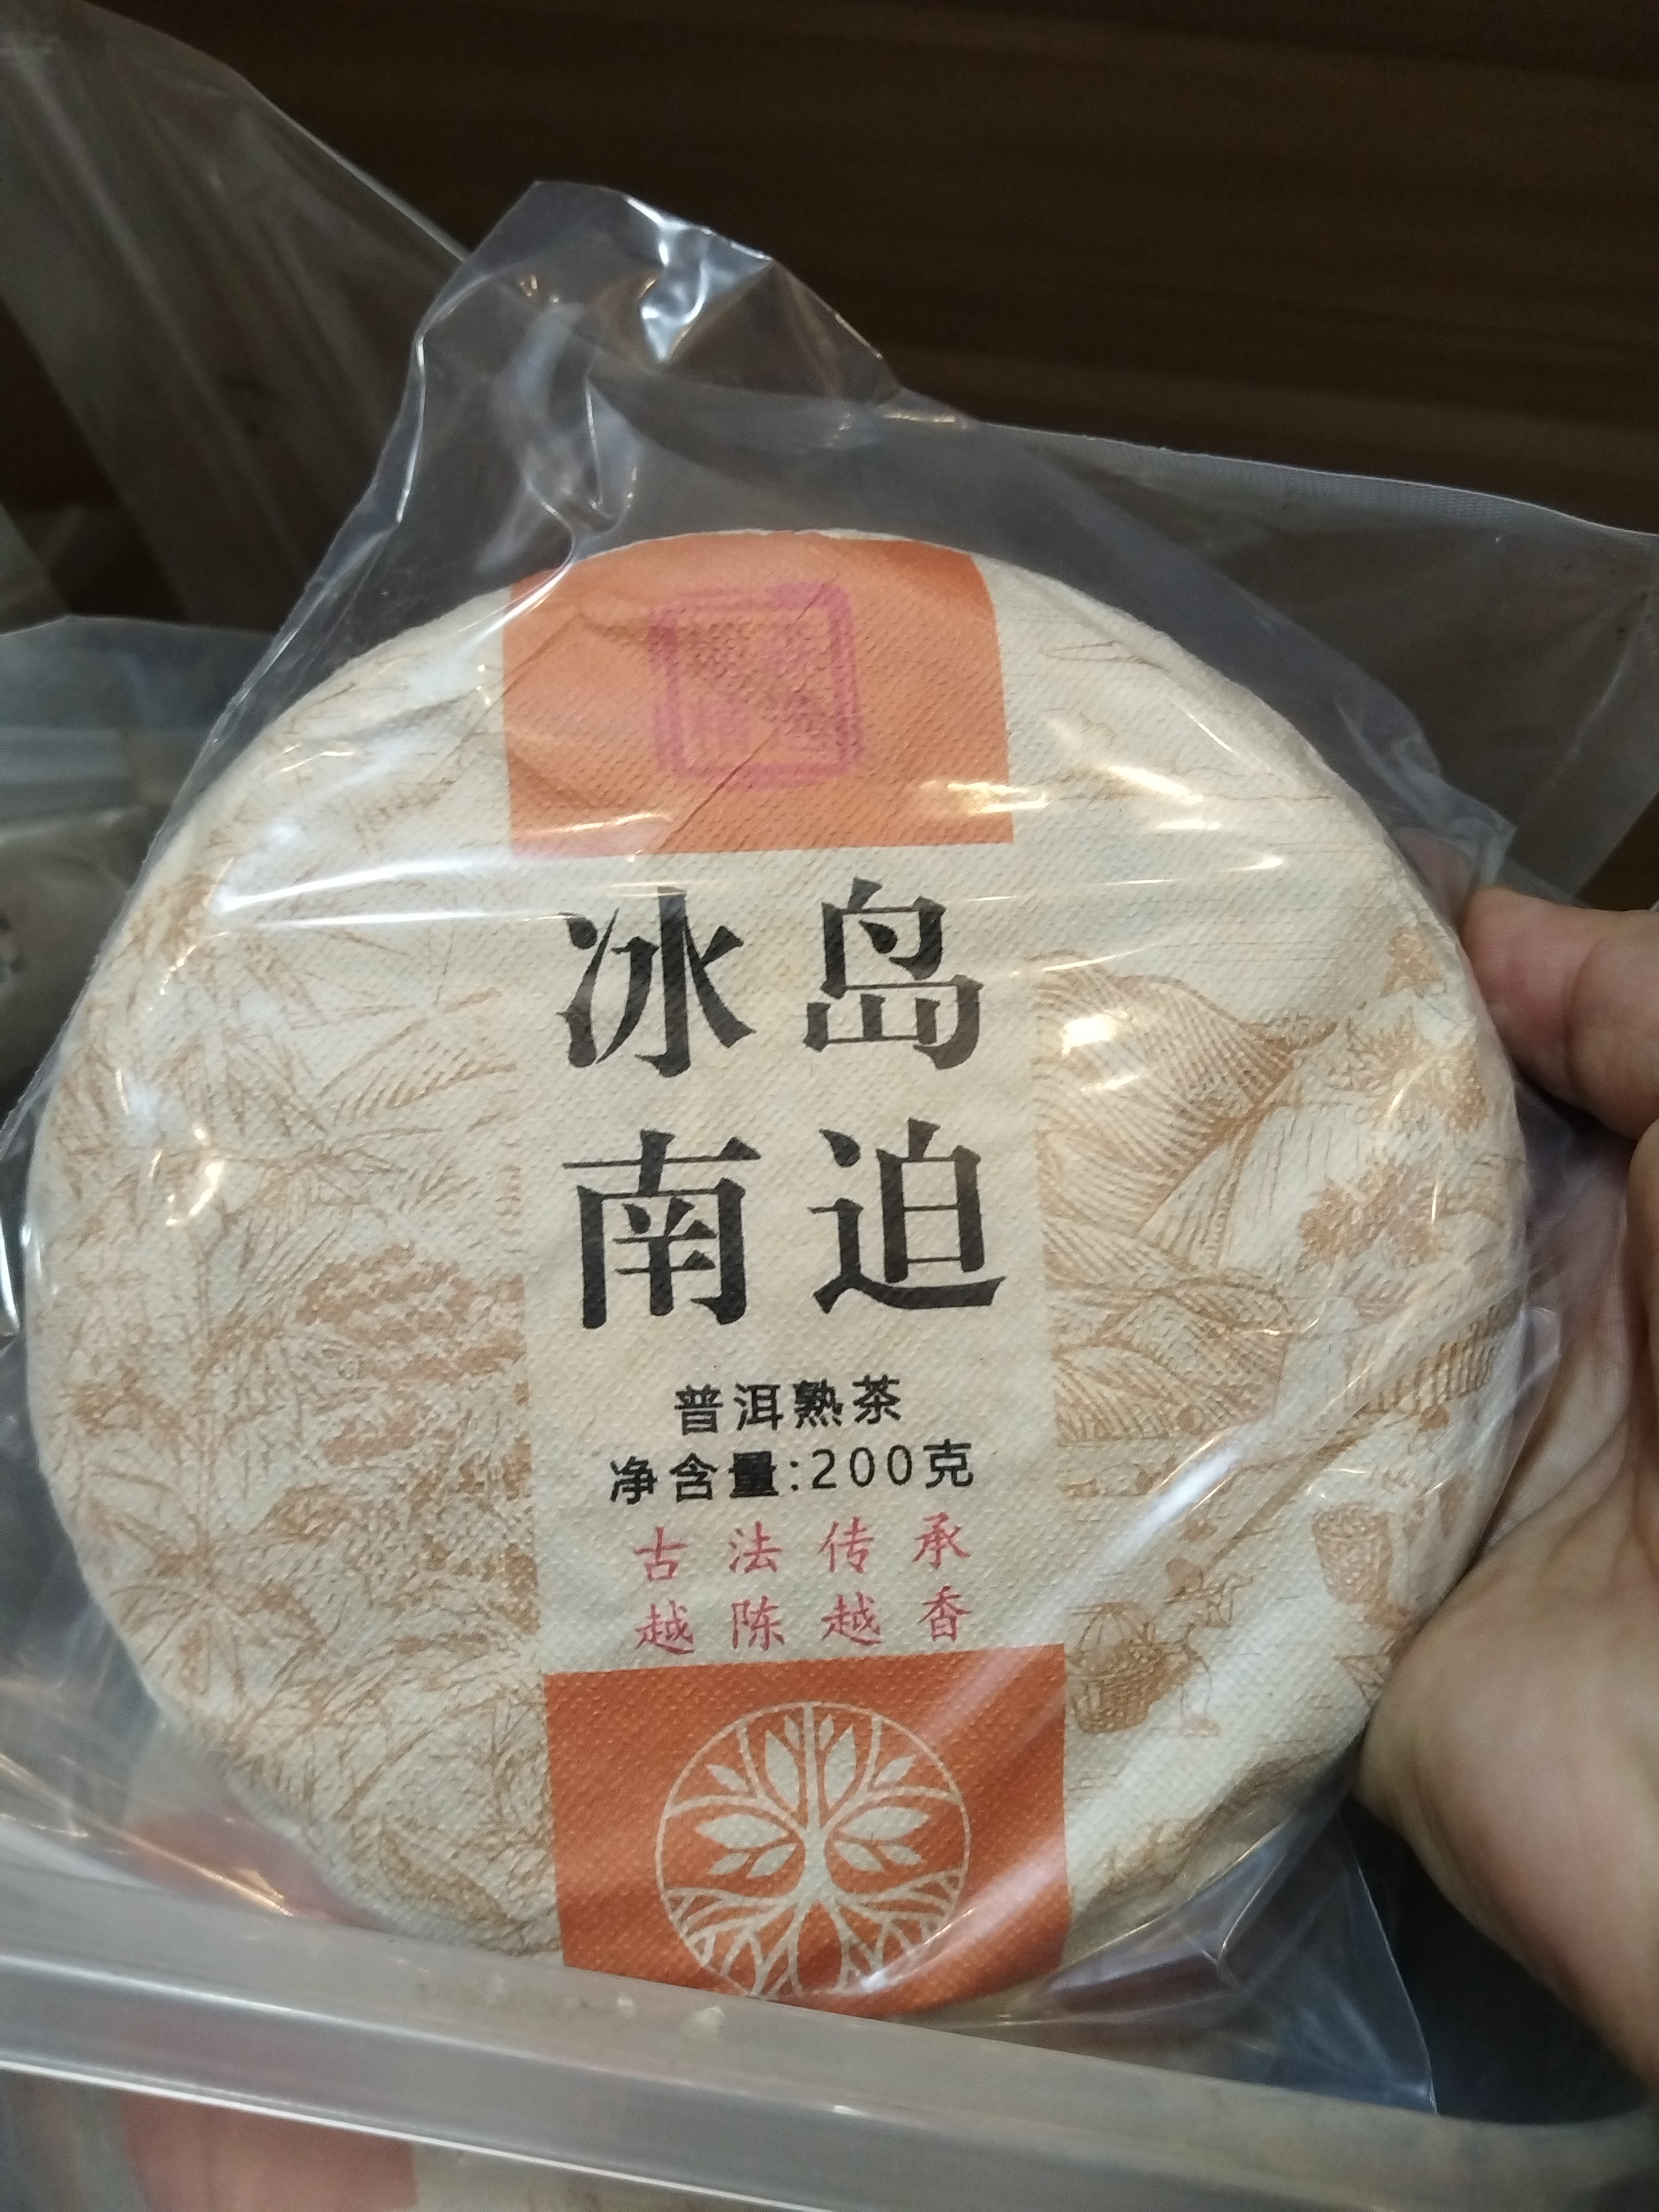 冰岛
南迫
普洱熟茶
净含量:200克
古法传承
越陈越香